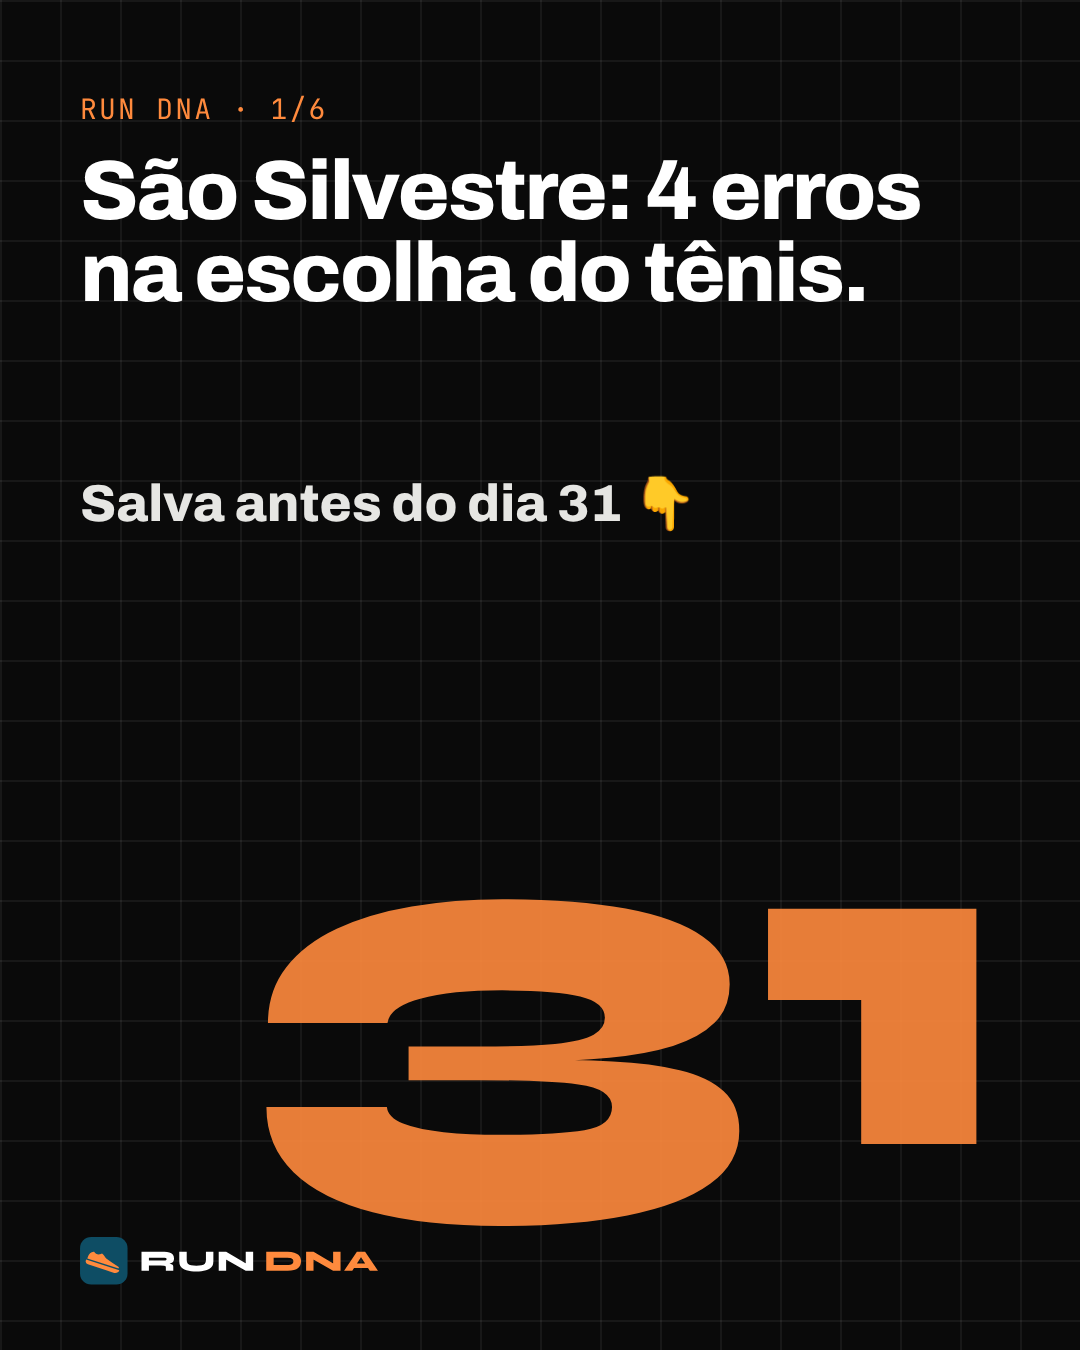 RUN DNA · 1/6
São Silvestre: 4 erros
na escolha do tênis.
Salva antes do dia 31 👇
31
RUN DNA